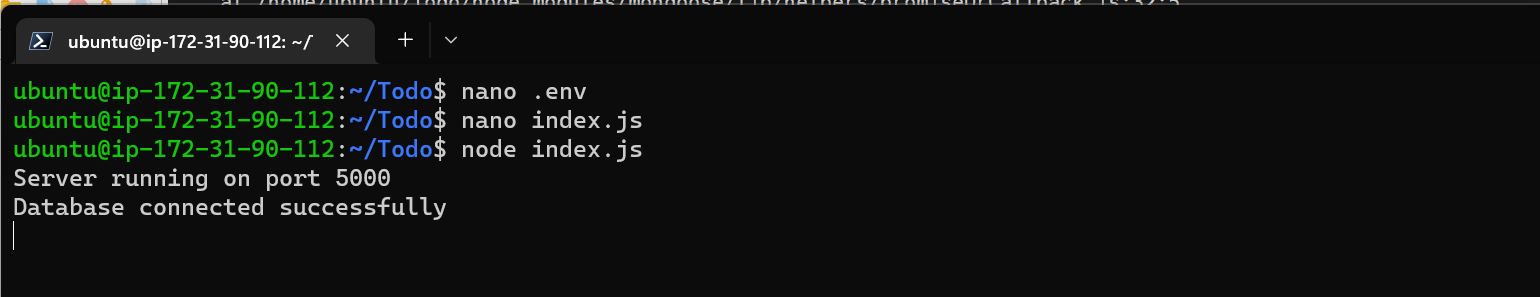 at /home/ubuntu/Todo/node_modules/mongoose/lib/helpers/promiseOrCallback.js:32:5
ubuntu@ip-172-31-90-112: ~/
ubuntu@ip-172-31-90-112:~/Todo$ nano .env
ubuntu@ip-172-31-90-112:~/Todo$ nano index.js
ubuntu@ip-172-31-90-112:~/Todo$ node index.js
Server running on port 5000
Database connected successfully